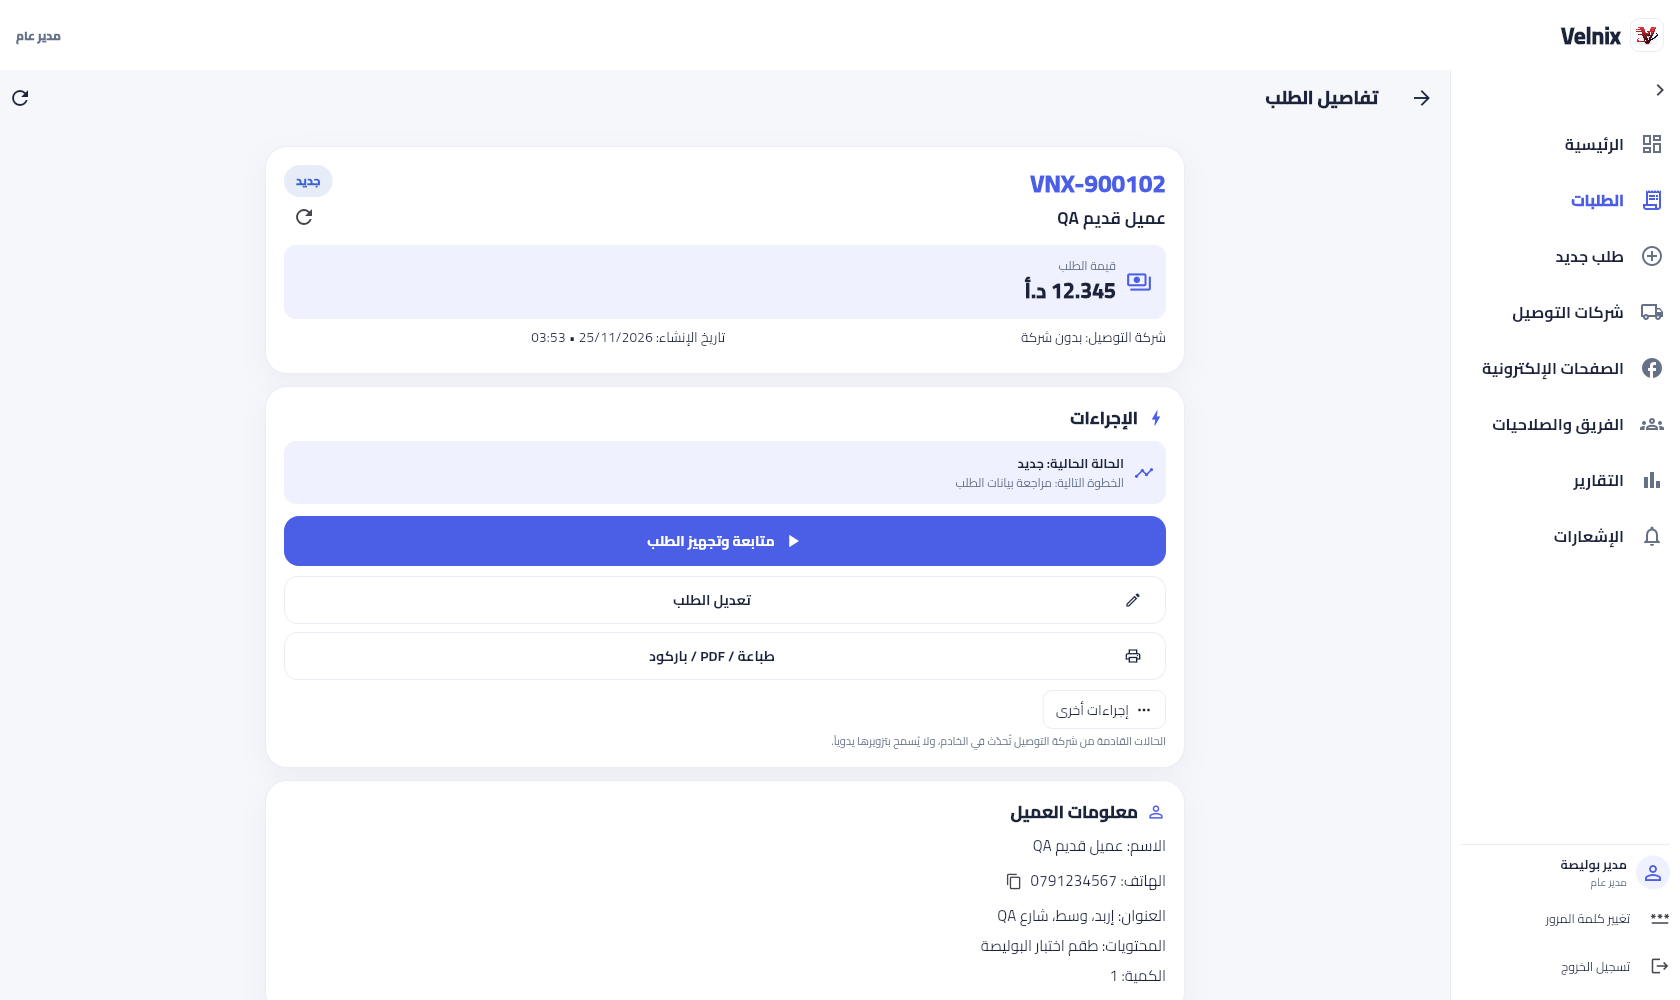 Velnix
مدير عام
الرئيسية
الطلبات
طلب جديد
شركات التوصيل
الصفحات الإلكترونية
الفريق والصلاحيات
التقارير
الإشعارات
مدير بوليصة
مدير عام
تغيير كلمة المرور
تسجيل الخروج
تفاصيل الطلب
VNX-900102
جديد
عميل قديم QA
قيمة الطلب
12.345 د.أ
شركة التوصيل: بدون شركة
تاريخ الإنشاء: 25/11/2026 • 03:53
الإجراءات
الحالة الحالية: جديد
الخطوة التالية: مراجعة بيانات الطلب
متابعة وتجهيز الطلب
تعديل الطلب
طباعة / PDF / باركود
إجراءات أخرى
الحالات القادمة من شركة التوصيل تُحدّث في الخادم، ولا يُسمح بتزويرها يدوياً.
معلومات العميل
الاسم: عميل قديم QA
الهاتف: 0791234567
العنوان: إربد، وسط، شارع QA
المحتويات: طقم اختبار البوليصة
الكمية: 1